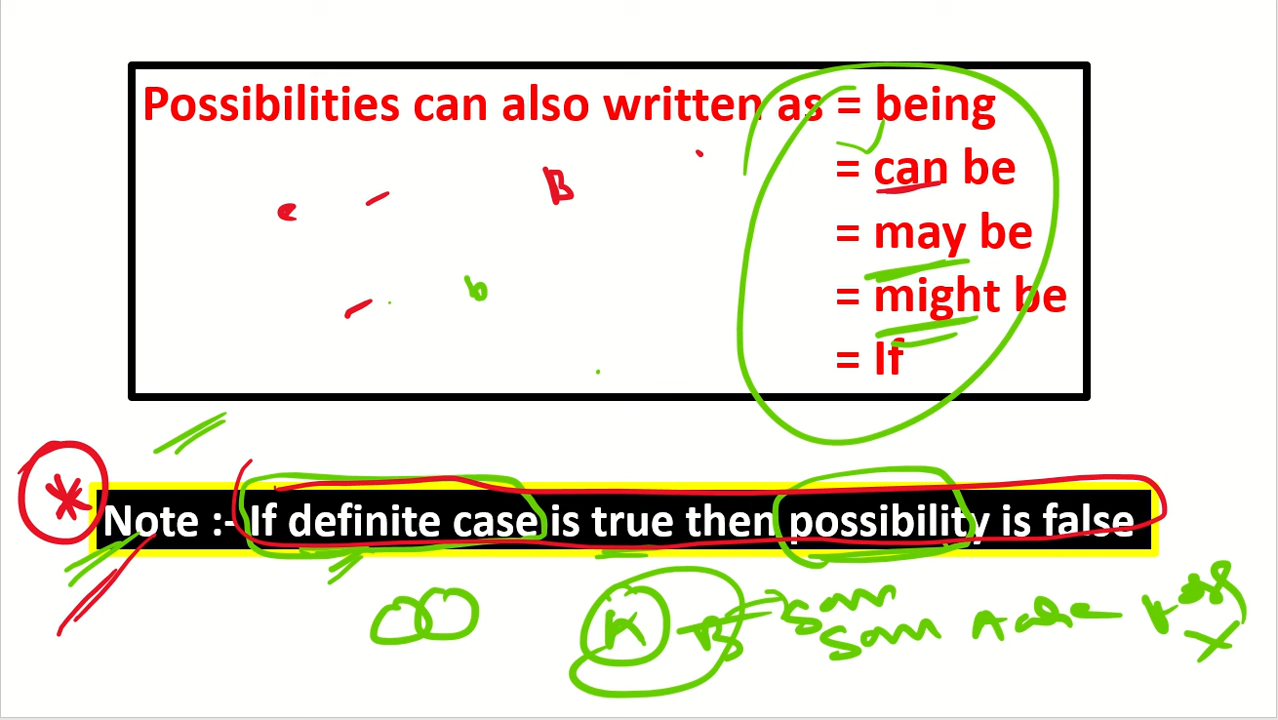 Possibilities can also written as = being
= can be
= may be
= might be
= If
B
b
Note :- If definite case is true then possibility is false
A